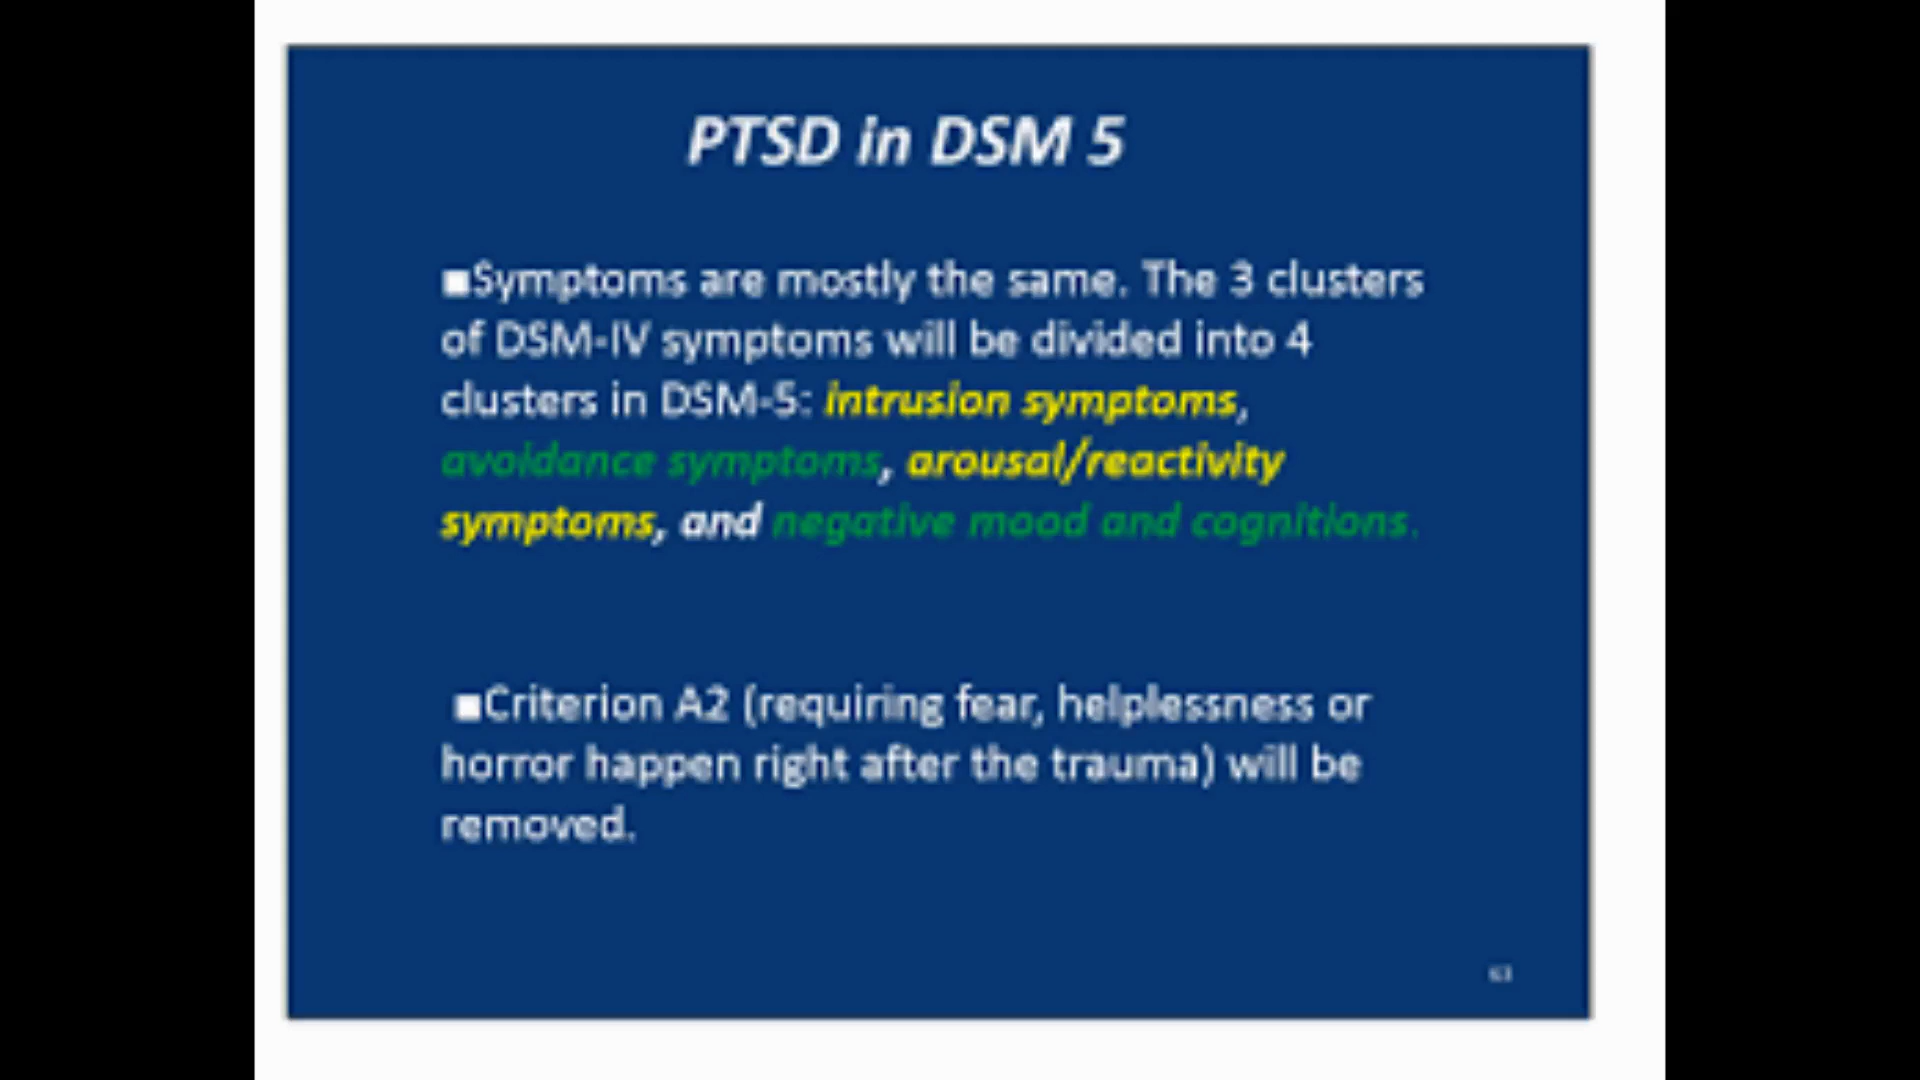 PTSD in DSM 5
■Symptoms are mostly the same. The 3 clusters
of DSM-IV symptoms will be divided into 4
clusters in DSM-5: intrusion symptoms,
avoidance symptoms, arousal/reactivity
symptoms, and negative mood and cognitions.
■Criterion A2 (requiring fear, helplessness or
horror happen right after the trauma) will be
removed.